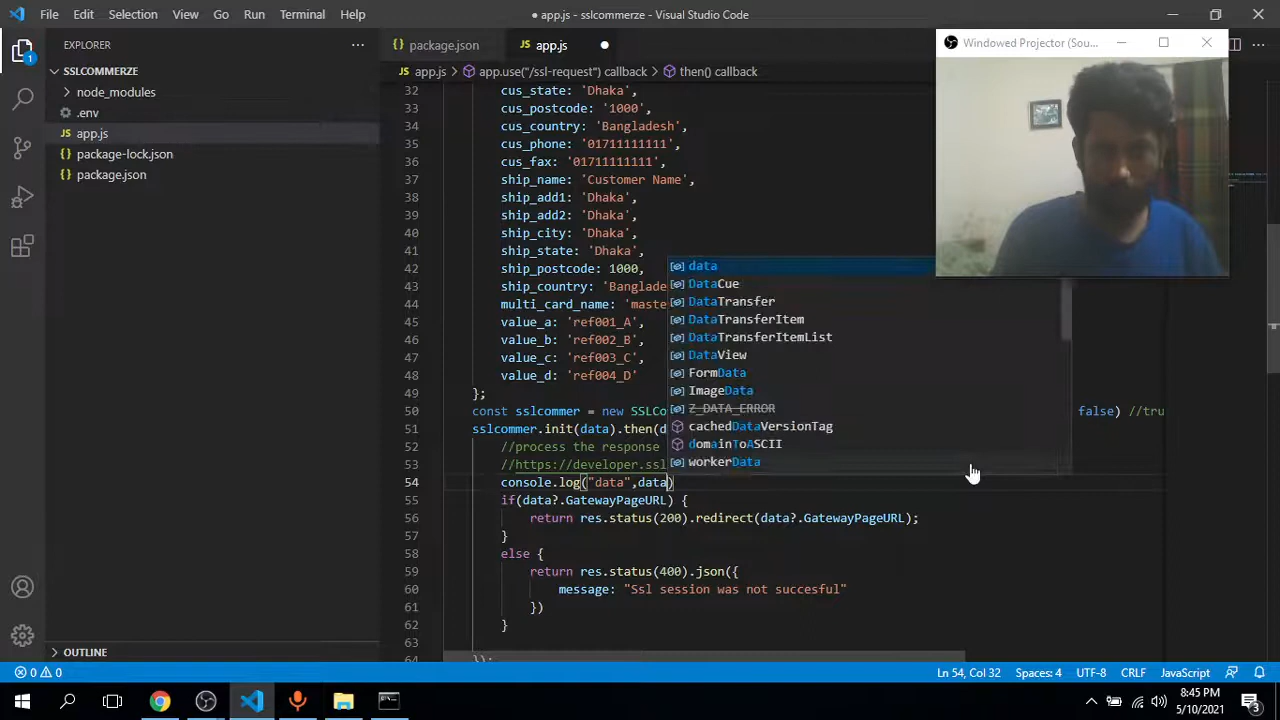 File Edit Selection View Go Run Terminal Help
● app.js - sslcommerze - Visual Studio Code
EXPLORER
1
SSLCOMMERZE
node_modules
.env
app.js
package-lock.json
package.json
OUTLINE
package.json
app.js
app.js > app.use("/ssl-request") callback > then() callback
Windowed Projector (Sou...
32 cus_state: 'Dhaka',
33 cus_postcode: '1000',
34 cus_country: 'Bangladesh',
35 cus_phone: '01711111111',
36 cus_fax: '01711111111',
37 ship_name: 'Customer Name',
38 ship_add1: 'Dhaka',
39 ship_add2: 'Dhaka',
40 ship_city: 'Dhaka',
41 ship_state: 'Dhaka',
42 ship_postcode: 1000,
43 ship_country: 'Banglade
44 multi_card_name: 'maste
45 value_a: 'ref001_A',
46 value_b: 'ref002_B',
47 value_c: 'ref003_C',
48 value_d: 'ref004_D'
49 };
50 const sslcommer = new SSLCo false) //tru
51 sslcommer.init(data).then(d
52 //process the response
53 //https://developer.ssl
54 console.log("data",data)
55 if(data?.GatewayPageURL) {
56 return res.status(200).redirect(data?.GatewayPageURL);
57 }
58 else {
59 return res.status(400).json({
60 message: "Ssl session was not succesful"
61 })
62 }
63
64 });
data
DataCue
DataTransfer
DataTransferItem
DataTransferItemList
DataView
FormData
ImageData
Z_DATA_ERROR
cachedDataVersionTag
domainToASCII
workerData
0 0 Ln 54, Col 32 Spaces: 4 UTF-8 CRLF JavaScript
8:45 PM
5/10/2021
3